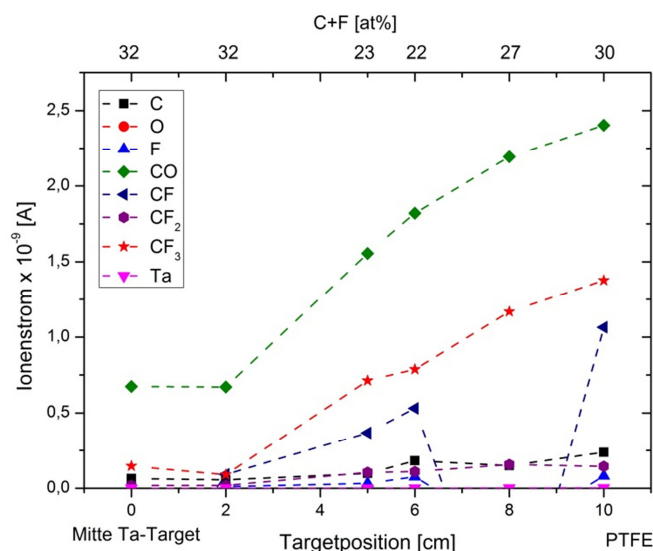 C+F [at%]
32 32 23 22 27 30
2,5
2,0
1,5
1,0
0,5
0,0
Ionenstrom x 10⁻⁹ [A]
C
O
F
CO
CF
CF₂
CF₃
Ta
0 2 4 6 8 10
Mitte Ta-Target Targetposition [cm] PTFE